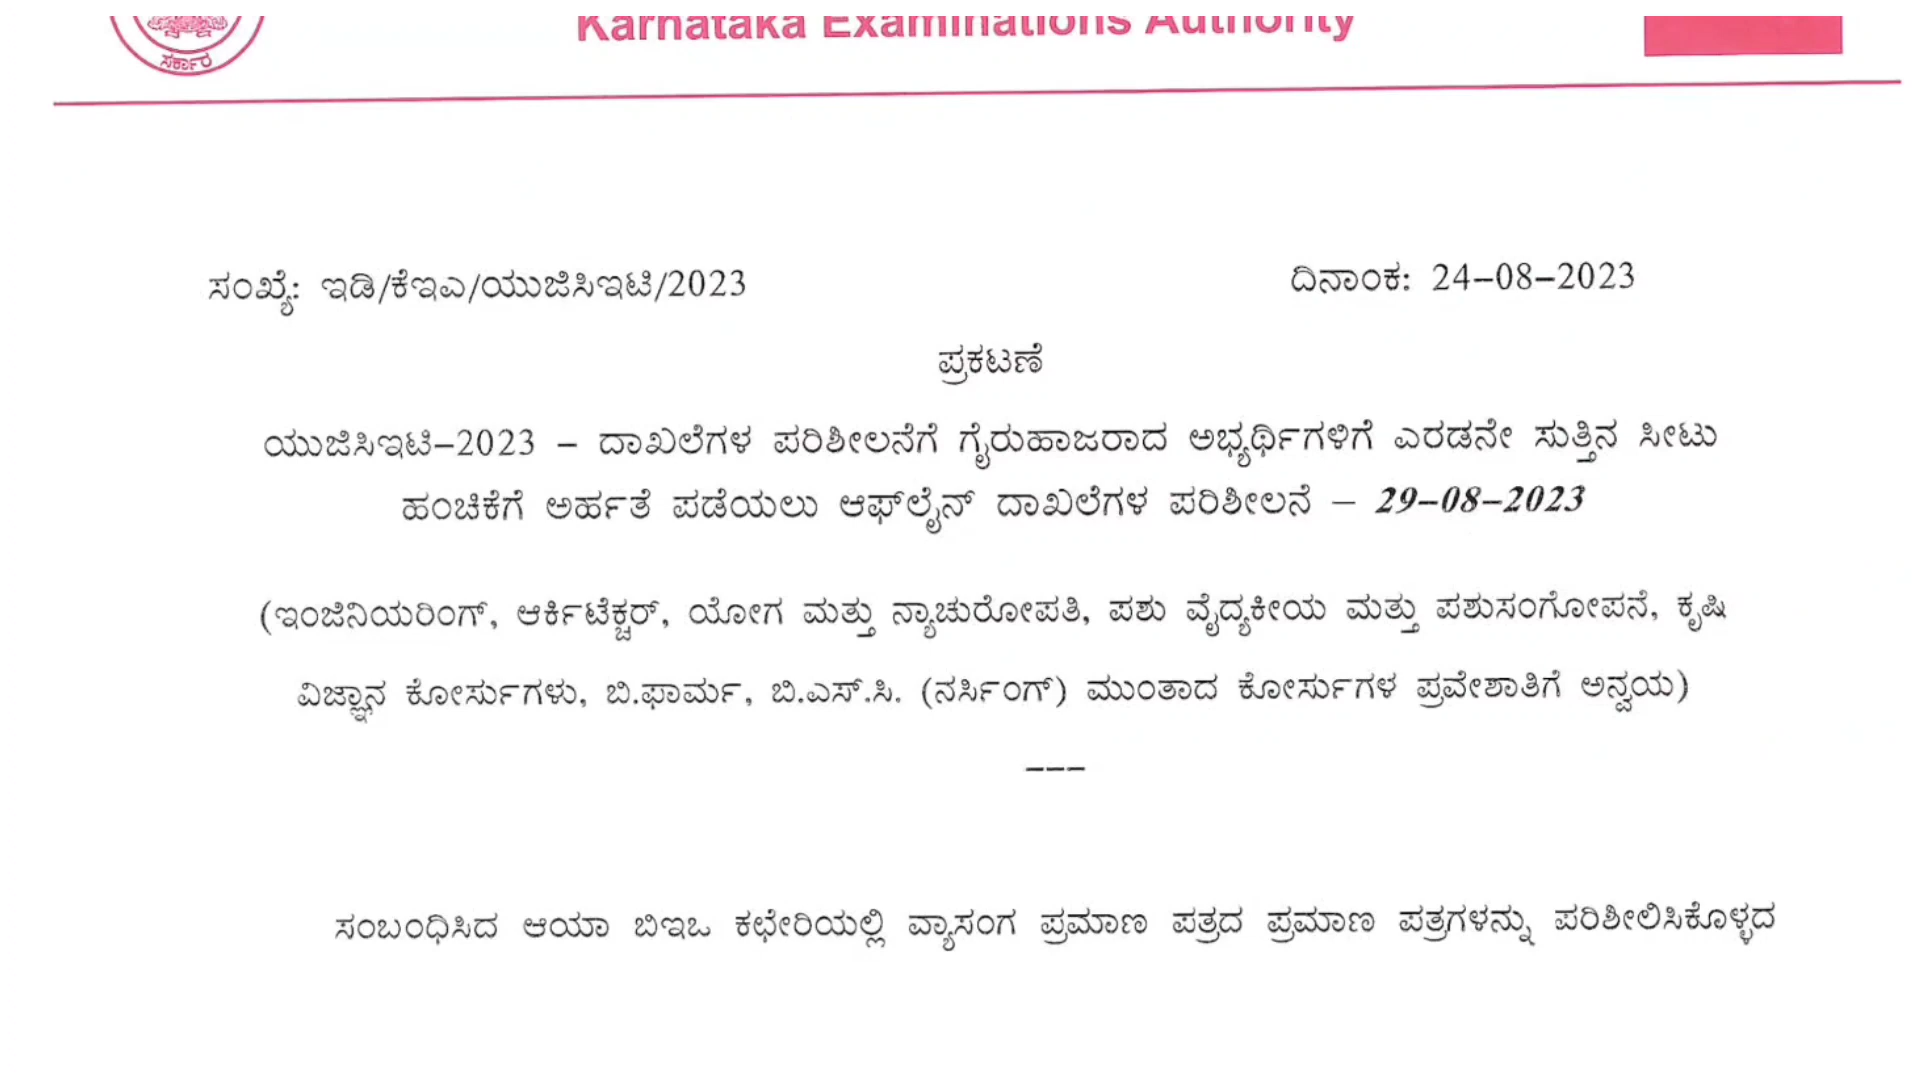 Karnataka Examinations Authority
ಸರ್ಕಾರ
ಸಂಖ್ಯೆ: ಇಡಿ/ಕೆಇಎ/ಯುಜಿಸಿಇಟಿ/2023 ದಿನಾಂಕ: 24-08-2023
ಪ್ರಕಟಣೆ
ಯುಜಿಸಿಇಟಿ-2023 – ದಾಖಲೆಗಳ ಪರಿಶೀಲನೆಗೆ ಗೈರುಹಾಜರಾದ ಅಭ್ಯರ್ಥಿಗಳಿಗೆ ಎರಡನೇ ಸುತ್ತಿನ ಸೀಟು
ಹಂಚಿಕೆಗೆ ಅರ್ಹತೆ ಪಡೆಯಲು ಆಫ್‌ಲೈನ್ ದಾಖಲೆಗಳ ಪರಿಶೀಲನೆ – 29-08-2023
(ಇಂಜಿನಿಯರಿಂಗ್, ಆರ್ಕಿಟೆಕ್ಚರ್, ಯೋಗ ಮತ್ತು ನ್ಯಾಚುರೋಪತಿ, ಪಶು ವೈದ್ಯಕೀಯ ಮತ್ತು ಪಶುಸಂಗೋಪನೆ, ಕೃಷಿ
ವಿಜ್ಞಾನ ಕೋರ್ಸುಗಳು, ಬಿ.ಫಾರ್ಮ, ಬಿ.ಎಸ್.ಸಿ. (ನರ್ಸಿಂಗ್) ಮುಂತಾದ ಕೋರ್ಸುಗಳ ಪ್ರವೇಶಾತಿಗೆ ಅನ್ವಯ)
---
ಸಂಬಂಧಿಸಿದ ಆಯಾ ಬಿಇಒ ಕಛೇರಿಯಲ್ಲಿ ವ್ಯಾಸಂಗ ಪ್ರಮಾಣ ಪತ್ರದ ಪ್ರಮಾಣ ಪತ್ರಗಳನ್ನು ಪರಿಶೀಲಿಸಿಕೊಳ್ಳದ